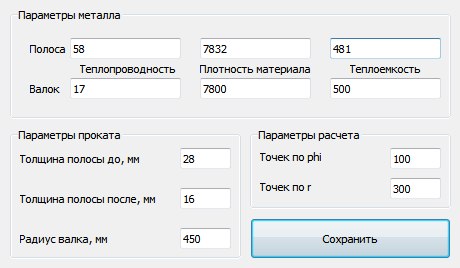 Параметры металла
Полоса 58 7832 481
Теплопроводность Плотность материала Теплоемкость
Валок 17 7800 500
Параметры проката
Толщина полосы до, мм 28
Толщина полосы после, мм 16
Радиус валка, мм 450
Параметры расчета
Точек по phi 100
Точек по r 300
Сохранить